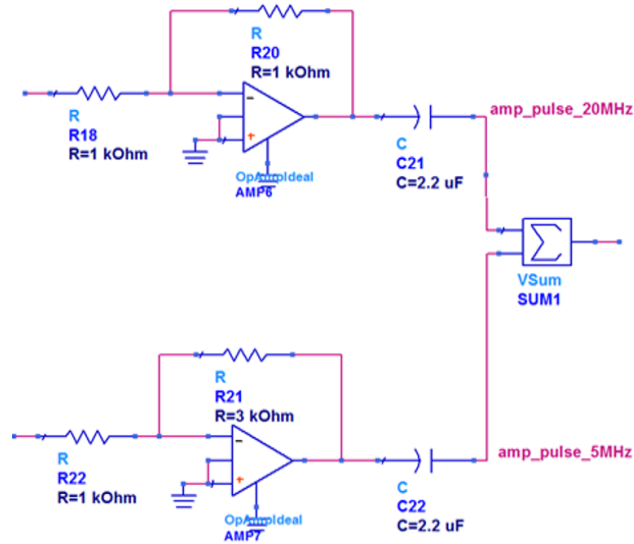 R
R20
R=1 kOhm
R
R18
R=1 kOhm
OpAmpIdeal
AMP6
C
C21
C=2.2 uF
amp_pulse_20MHz
VSum
SUM1
R
R21
R=3 kOhm
R
R22
R=1 kOhm
OpAmpIdeal
AMP7
C
C22
C=2.2 uF
amp_pulse_5MHz